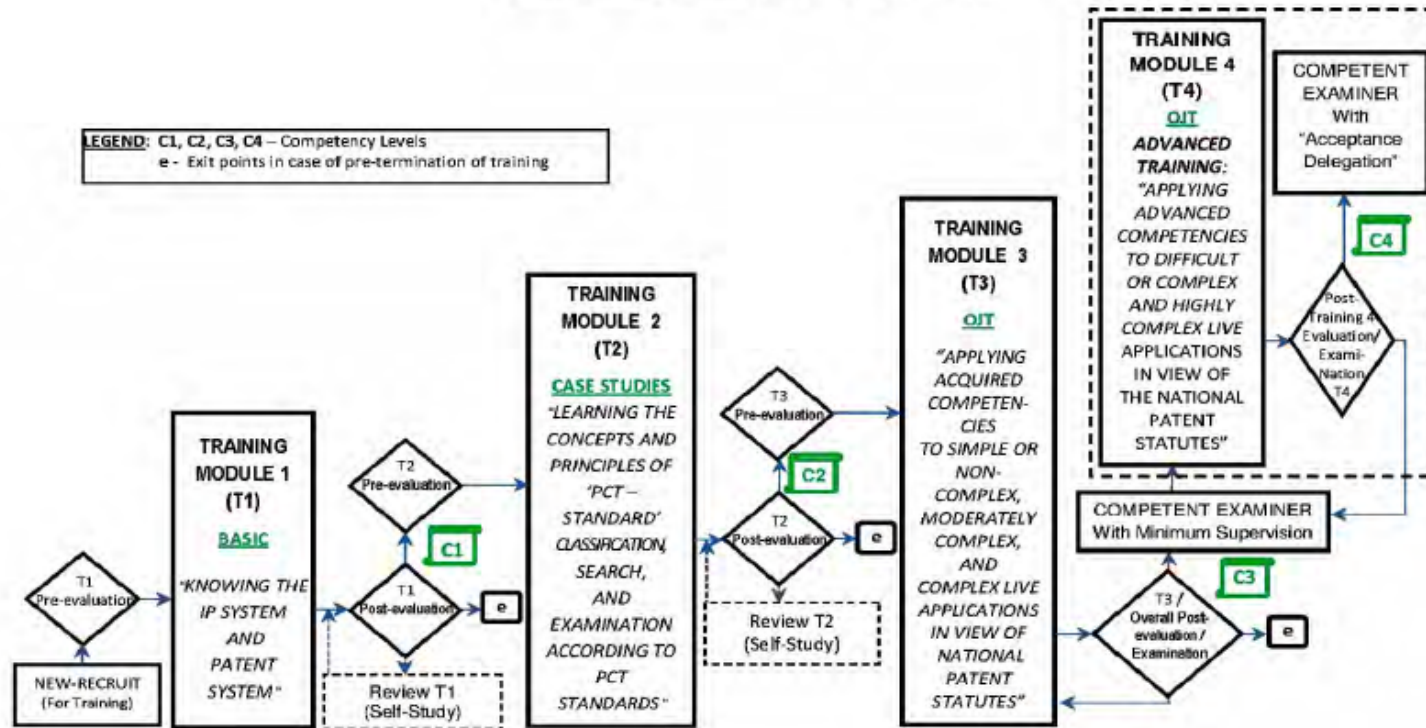 LEGEND: C1, C2, C3, C4 – Competency Levels
e - Exit points in case of pre-termination of training
NEW-RECRUIT
(For Training)
T1
Pre-evaluation
TRAINING
MODULE 1
(T1)
BASIC
"KNOWING THE
IP SYSTEM
AND
PATENT
SYSTEM"
T1
Post-evaluation
e
Review T1
(Self-Study)
C1
T2
Pre-evaluation
TRAINING
MODULE 2
(T2)
CASE STUDIES
"LEARNING THE
CONCEPTS AND
PRINCIPLES OF
'PCT –
STANDARD'
CLASSIFICATION,
SEARCH,
AND
EXAMINATION
ACCORDING TO
PCT
STANDARDS"
T2
Post-evaluation
e
Review T2
(Self-Study)
C2
T3
Pre-evaluation
TRAINING
MODULE 3
(T3)
OJT
"APPLYING
ACQUIRED
COMPETEN-
CIES
TO SIMPLE OR
NON-
COMPLEX,
MODERATELY
COMPLEX,
AND
COMPLEX LIVE
APPLICATIONS
IN VIEW OF
NATIONAL
PATENT
STATUTES"
T3 /
Overall Post-
evaluation /
Examination
e
C3
COMPETENT EXAMINER
With Minimum Supervision
TRAINING
MODULE 4
(T4)
OJT
ADVANCED
TRAINING:
"APPLYING
ADVANCED
COMPETENCIES
TO DIFFICULT
OR COMPLEX
AND HIGHLY
COMPLEX LIVE
APPLICATIONS
IN VIEW OF
THE NATIONAL
PATENT
STATUTES"
Post-
Training 4
Evaluation/
Exami-
Nation
T4
C4
COMPETENT
EXAMINER
With
"Acceptance
Delegation"